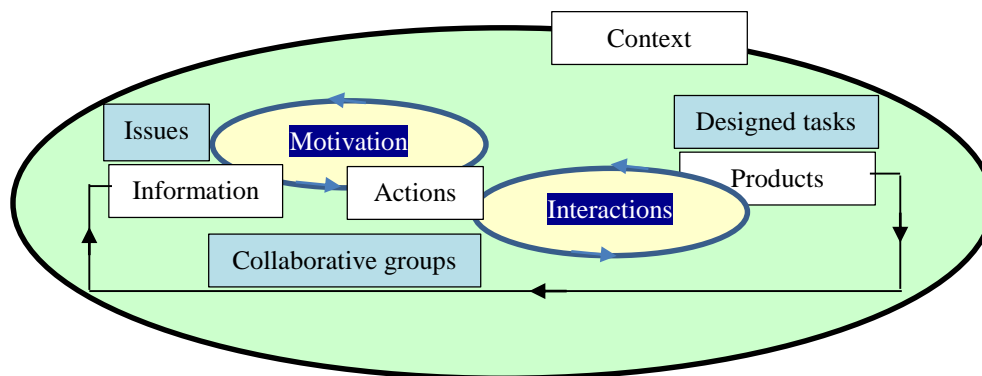 Context
Issues
Designed tasks
Motivation
Information
Actions
Products
Interactions
Collaborative groups